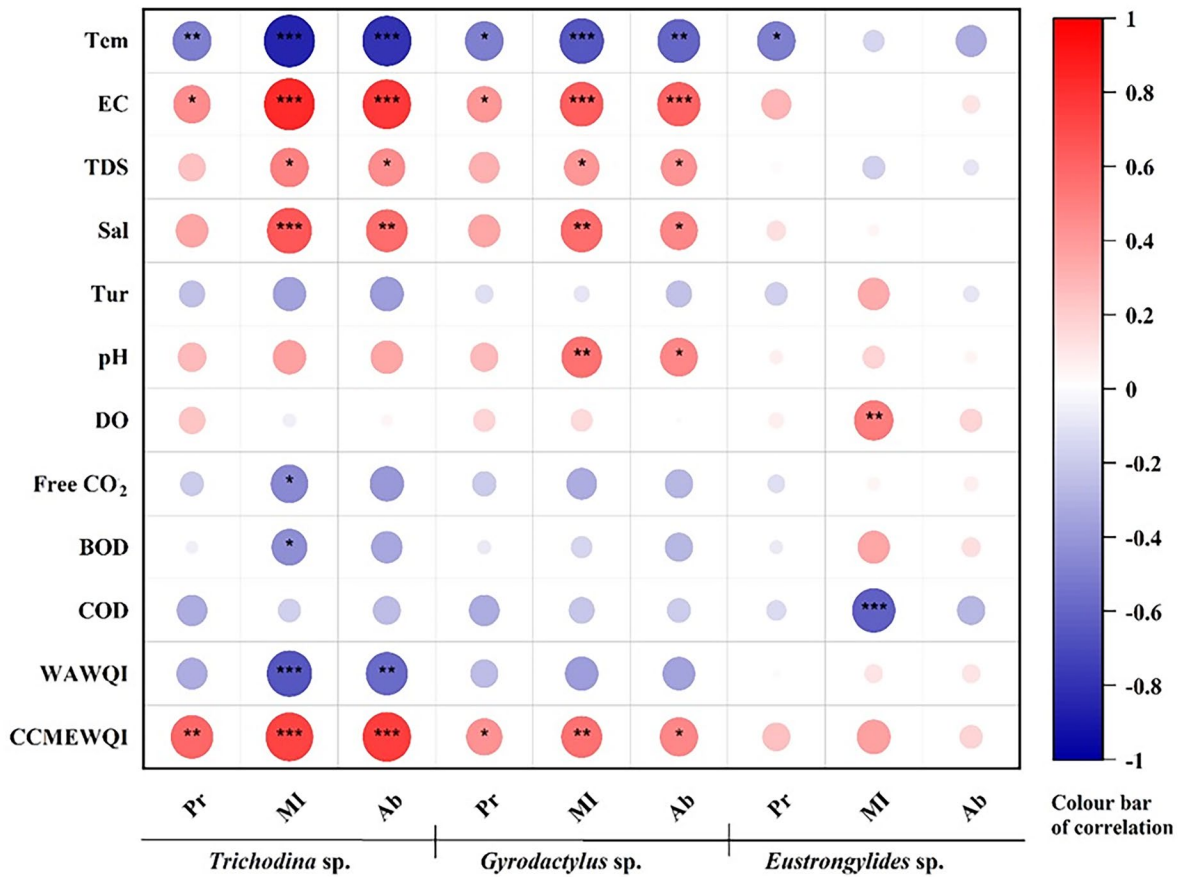 Tem ** *** *** * *** ** *
EC * *** *** * *** ***
TDS * * * *
Sal *** ** ** *
Tur
pH ** *
DO **
Free CO₂ *
BOD *
COD ***
WAWQI *** **
CCMEWQI ** *** *** * ** *
Pr MI Ab Pr MI Ab Pr MI Ab
Trichodina sp. Gyrodactylus sp. Eustrongylides sp.
1
0.8
0.6
0.4
0.2
0
-0.2
-0.4
-0.6
-0.8
-1
Colour bar
of correlation